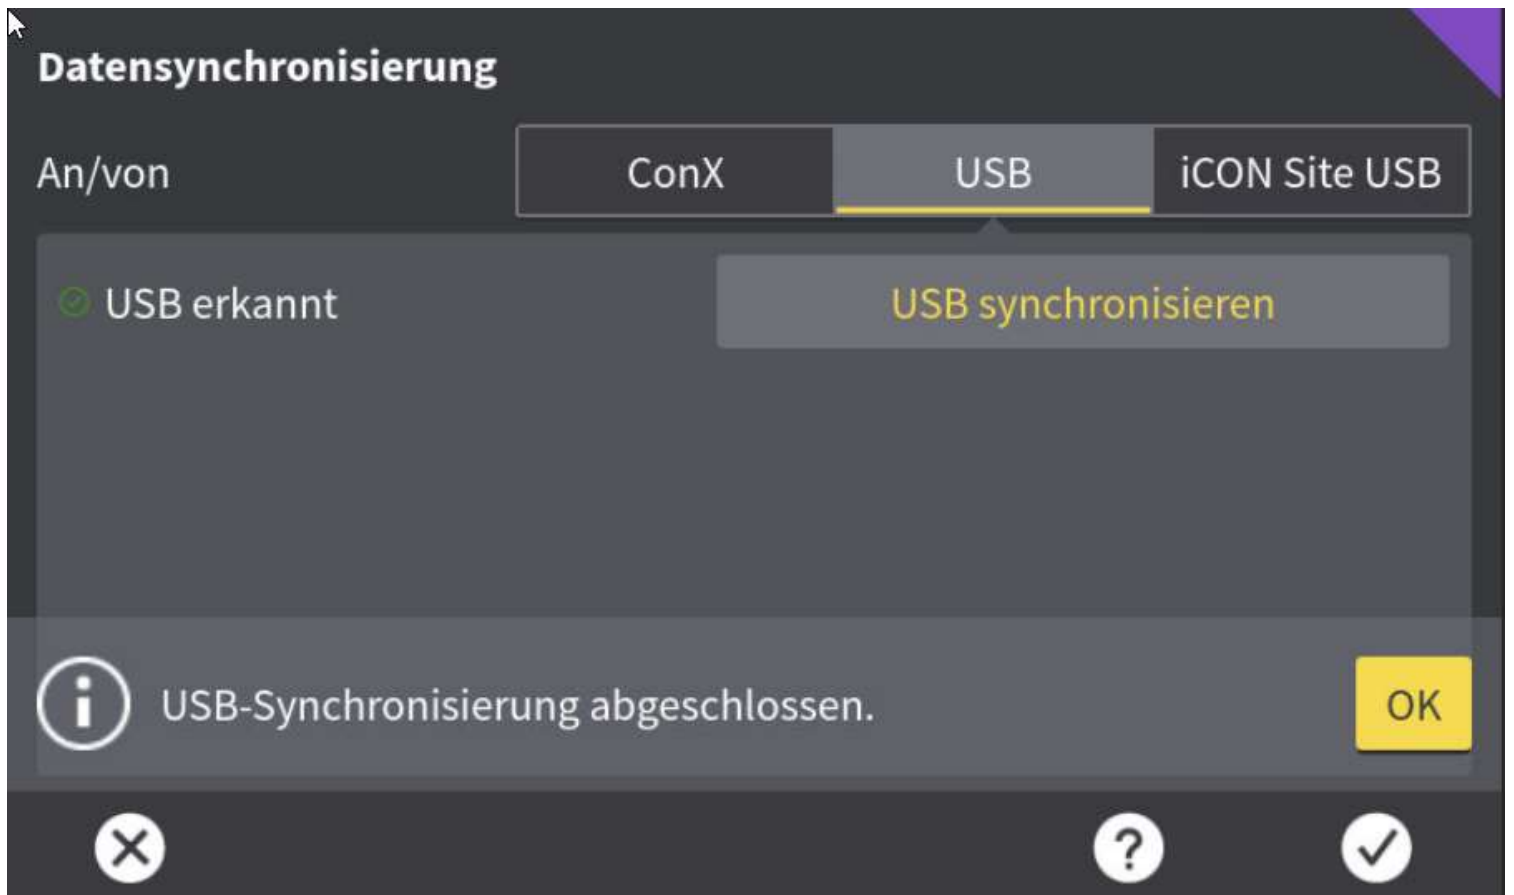 Datensynchronisierung
An/von
ConX
USB
iCON Site USB
USB erkannt
USB synchronisieren
USB-Synchronisierung abgeschlossen.
OK